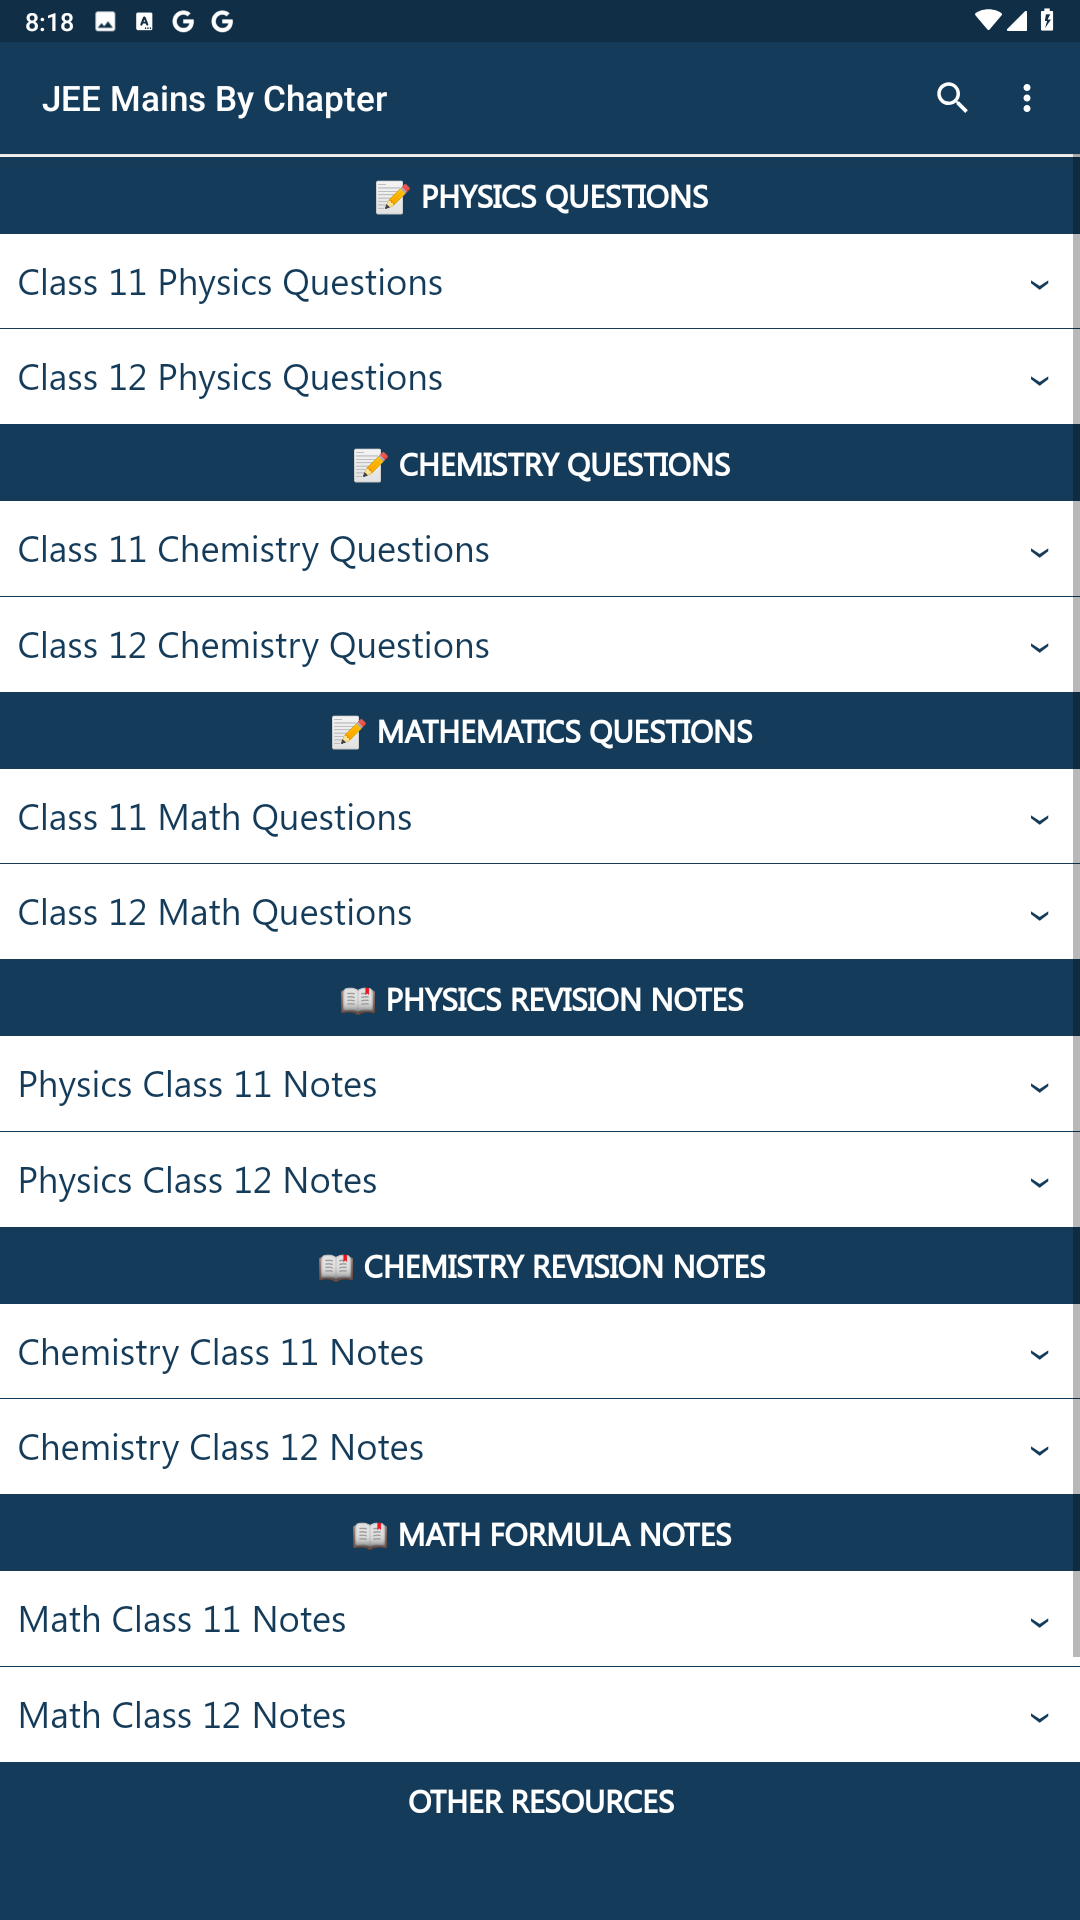 8:18
JEE Mains By Chapter
📝 PHYSICS QUESTIONS
Class 11 Physics Questions
Class 12 Physics Questions
📝 CHEMISTRY QUESTIONS
Class 11 Chemistry Questions
Class 12 Chemistry Questions
📝 MATHEMATICS QUESTIONS
Class 11 Math Questions
Class 12 Math Questions
📖 PHYSICS REVISION NOTES
Physics Class 11 Notes
Physics Class 12 Notes
📖 CHEMISTRY REVISION NOTES
Chemistry Class 11 Notes
Chemistry Class 12 Notes
📖 MATH FORMULA NOTES
Math Class 11 Notes
Math Class 12 Notes
OTHER RESOURCES